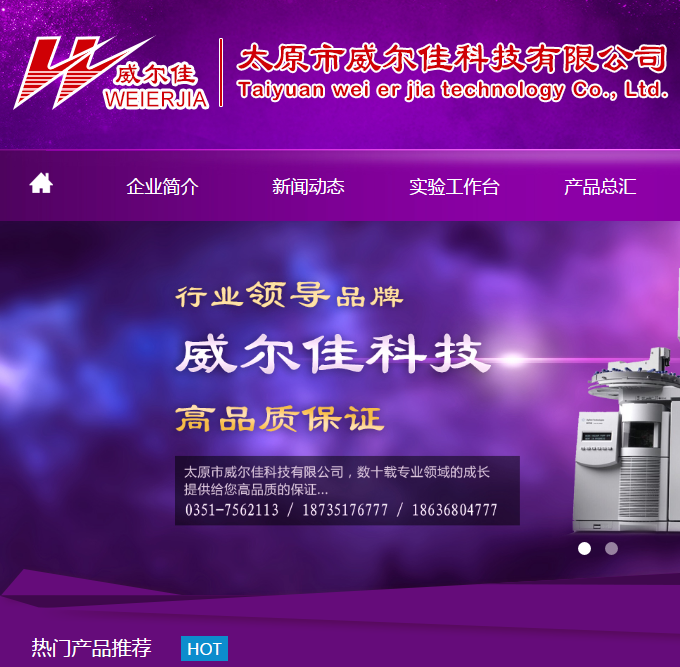 威尔佳
WEIERJIA
太原市威尔佳科技有限公司
Taiyuan wei er jia technology Co., Ltd.
企业简介 新闻动态 实验工作台 产品总汇
行业领导品牌
威尔佳科技
高品质保证
太原市威尔佳科技有限公司，数十载专业领域的成长
提供给您高品质的保证...
0351-7562113 / 18735176777 / 18636804777
热门产品推荐 HOT